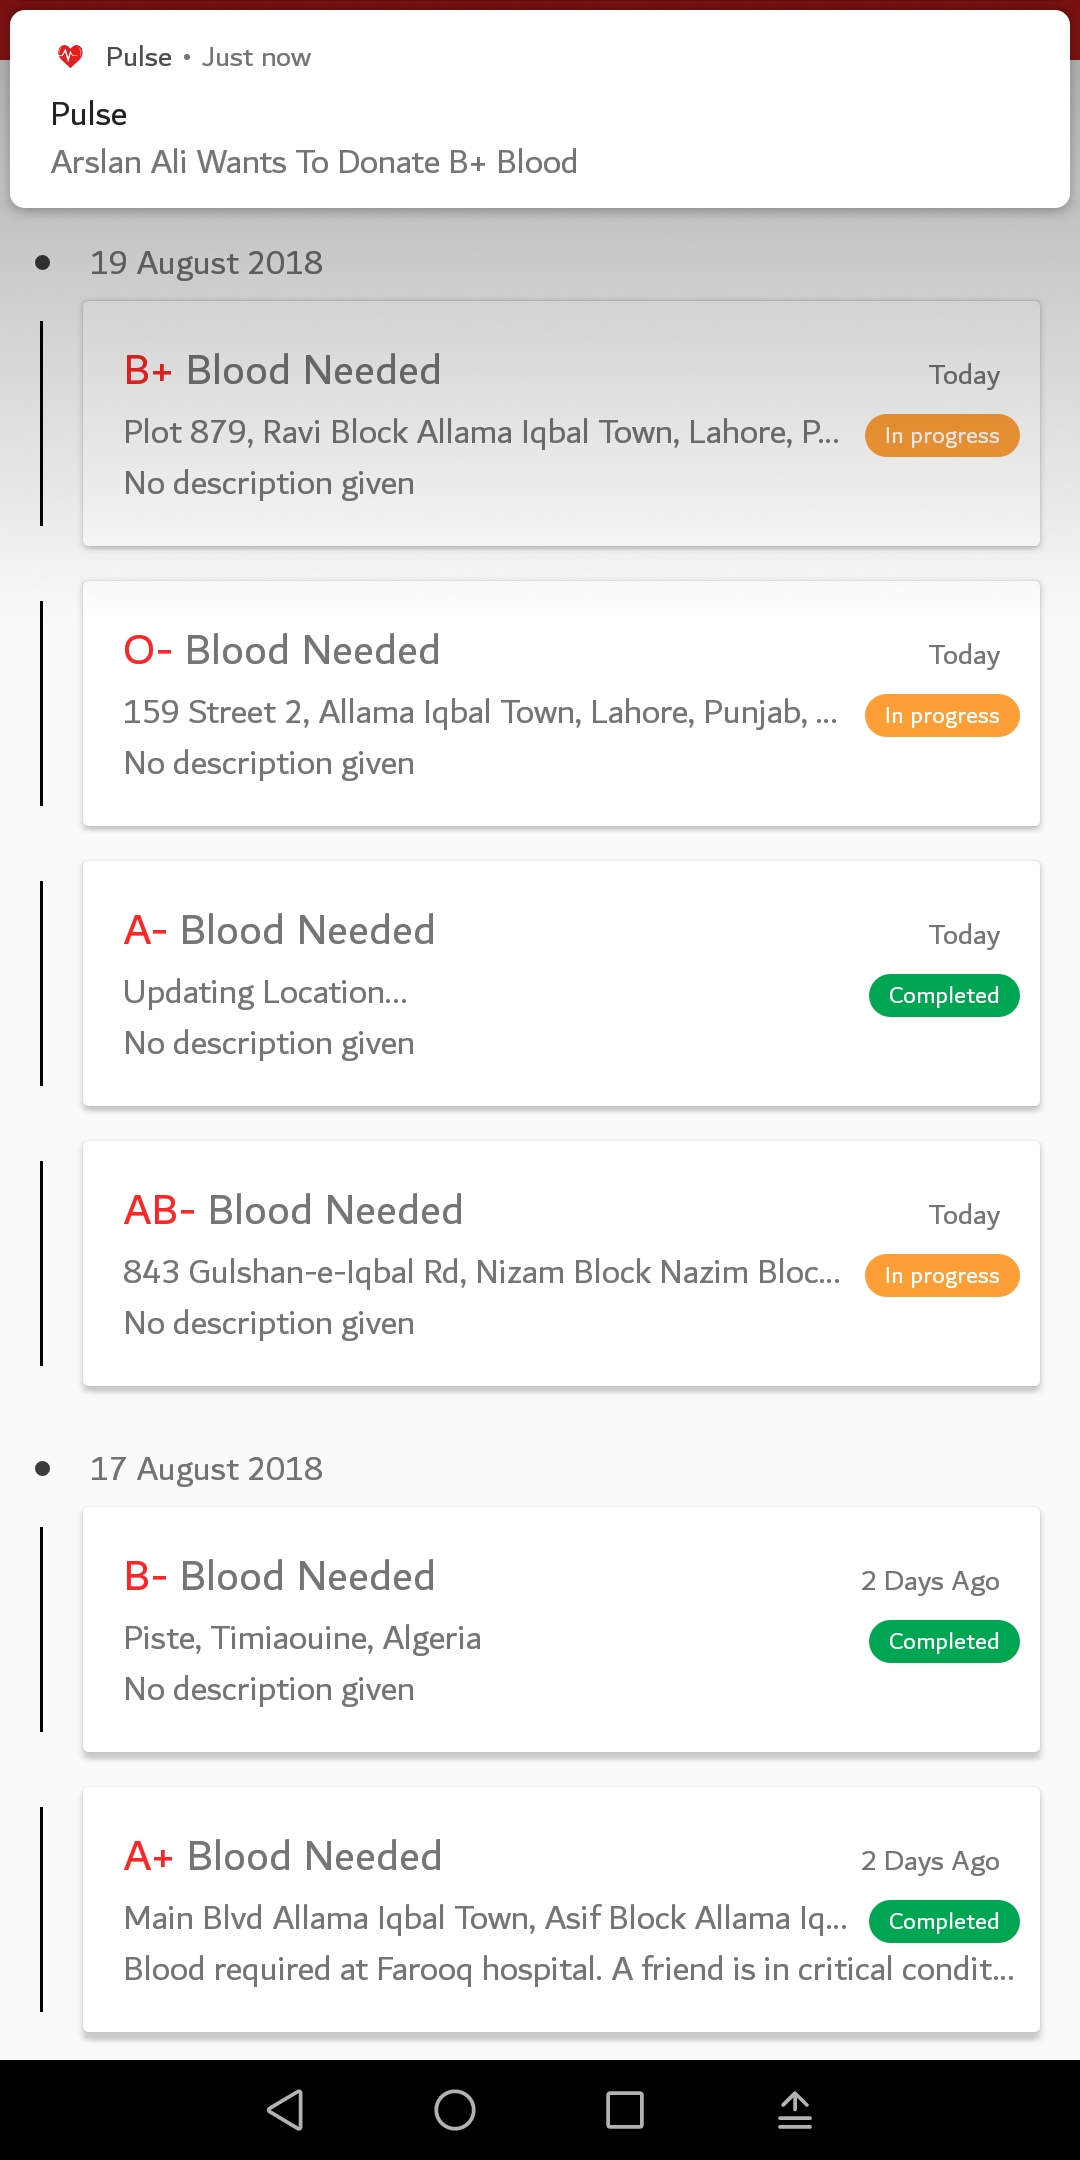 Pulse • Just now
Pulse
Arslan Ali Wants To Donate B+ Blood
19 August 2018
B+ Blood Needed
Today
Plot 879, Ravi Block Allama Iqbal Town, Lahore, P...
In progress
No description given
O- Blood Needed
Today
159 Street 2, Allama Iqbal Town, Lahore, Punjab, ...
In progress
No description given
A- Blood Needed
Today
Updating Location...
Completed
No description given
AB- Blood Needed
Today
843 Gulshan-e-Iqbal Rd, Nizam Block Nazim Bloc...
In progress
No description given
17 August 2018
B- Blood Needed
2 Days Ago
Piste, Timiaouine, Algeria
Completed
No description given
A+ Blood Needed
2 Days Ago
Main Blvd Allama Iqbal Town, Asif Block Allama Iq...
Completed
Blood required at Farooq hospital. A friend is in critical condit...